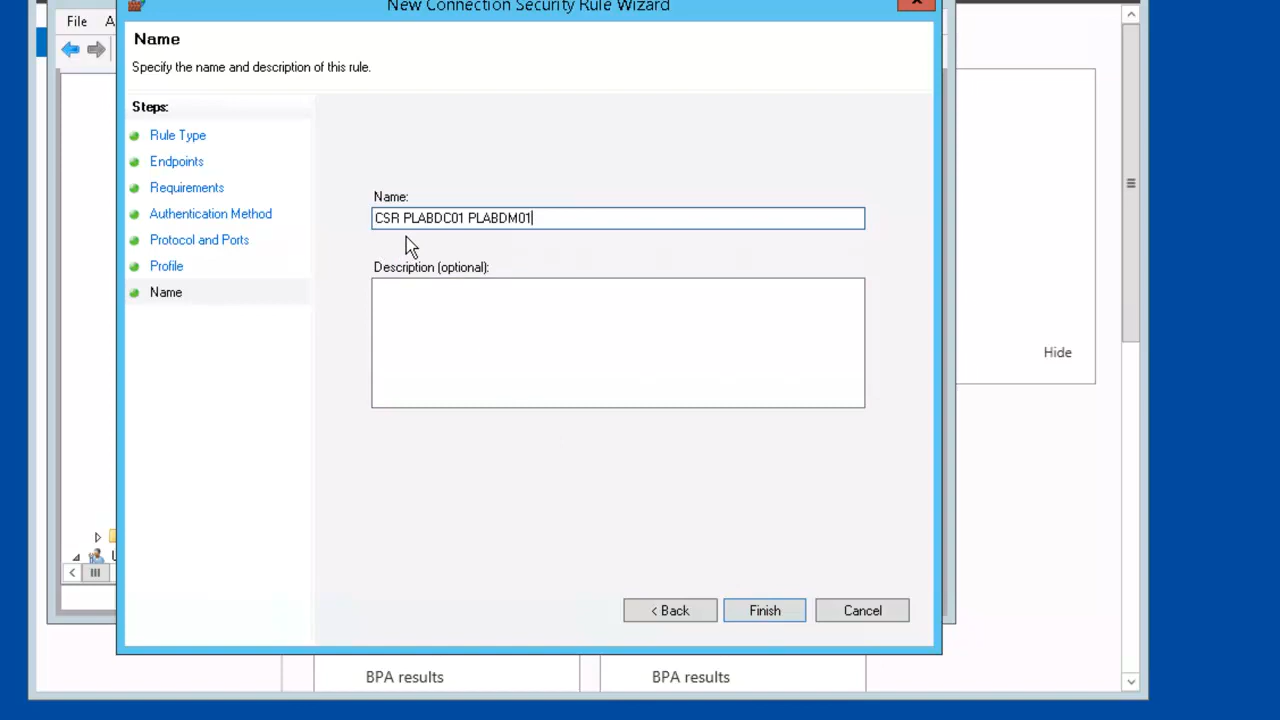 New Connection Security Rule Wizard
File
Name
Specify the name and description of this rule.
Steps:
Rule Type
Endpoints
Requirements
Authentication Method
Protocol and Ports
Profile
Name
Name:
CSR PLABDC01 PLABDM01
Description (optional):
Hide
< Back
Finish
Cancel
BPA results
BPA results